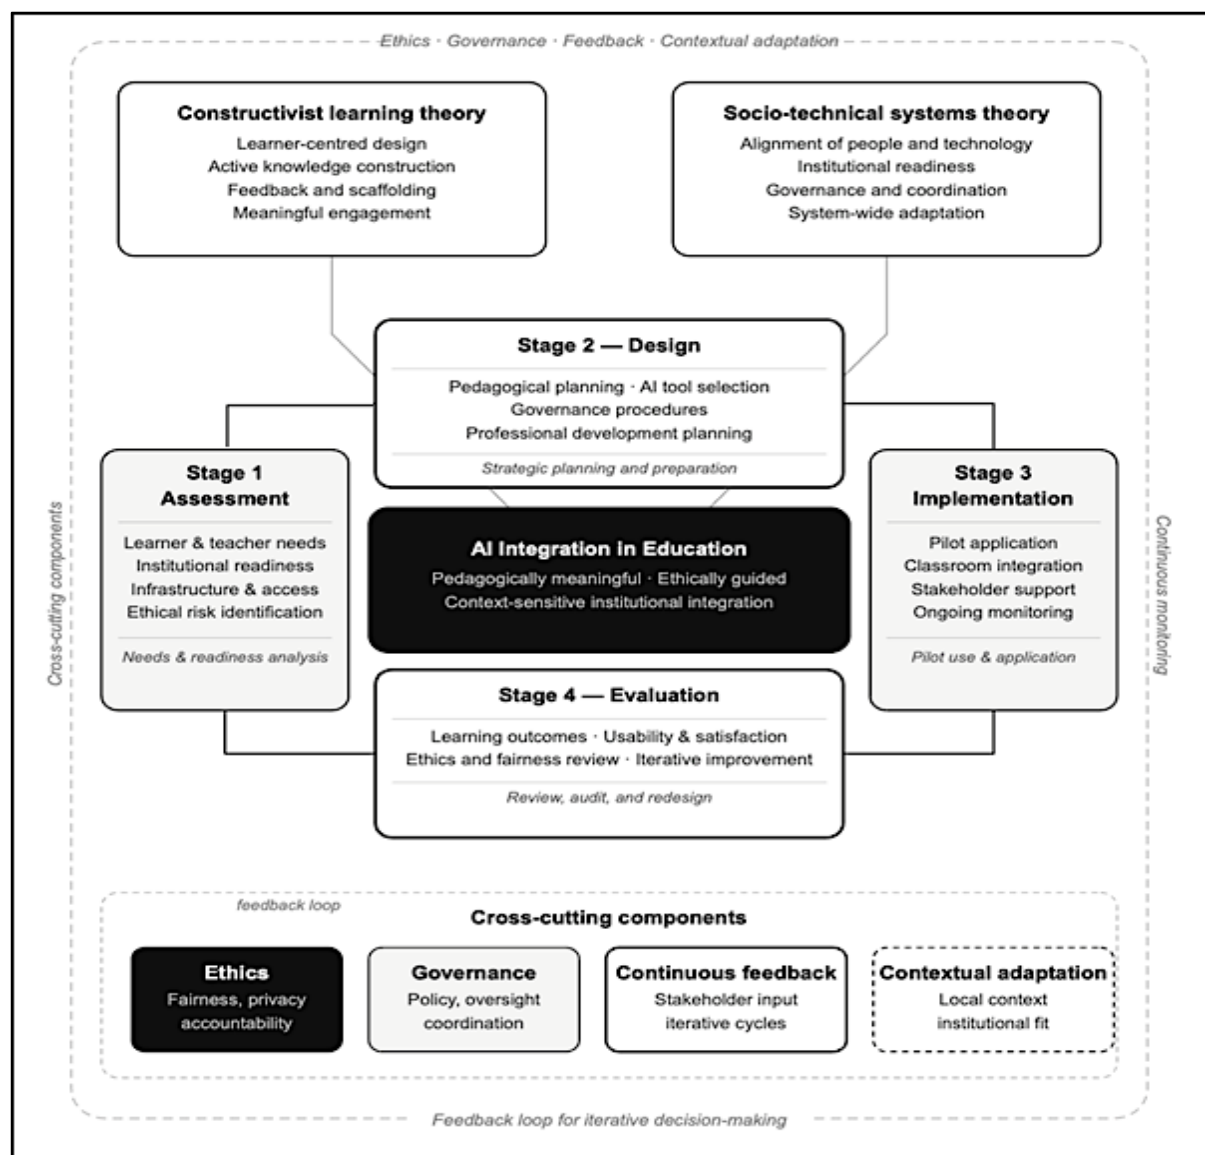 Ethics · Governance · Feedback · Contextual adaptation
Constructivist learning theory
Learner-centred design
Active knowledge construction
Feedback and scaffolding
Meaningful engagement
Socio-technical systems theory
Alignment of people and technology
Institutional readiness
Governance and coordination
System-wide adaptation
Stage 2 — Design
Pedagogical planning · AI tool selection
Governance procedures
Professional development planning
Strategic planning and preparation
Cross-cutting components
Stage 1
Assessment
Learner & teacher needs
Institutional readiness
Infrastructure & access
Ethical risk identification
Needs & readiness analysis
AI Integration in Education
Pedagogically meaningful · Ethically guided
Context-sensitive institutional integration
Stage 3
Implementation
Pilot application
Classroom integration
Stakeholder support
Ongoing monitoring
Pilot use & application
Continuous monitoring
Stage 4 — Evaluation
Learning outcomes · Usability & satisfaction
Ethics and fairness review · Iterative improvement
Review, audit, and redesign
feedback loop
Cross-cutting components
Ethics
Fairness, privacy
accountability
Governance
Policy, oversight
coordination
Continuous feedback
Stakeholder input
iterative cycles
Contextual adaptation
Local context
institutional fit
Feedback loop for iterative decision-making